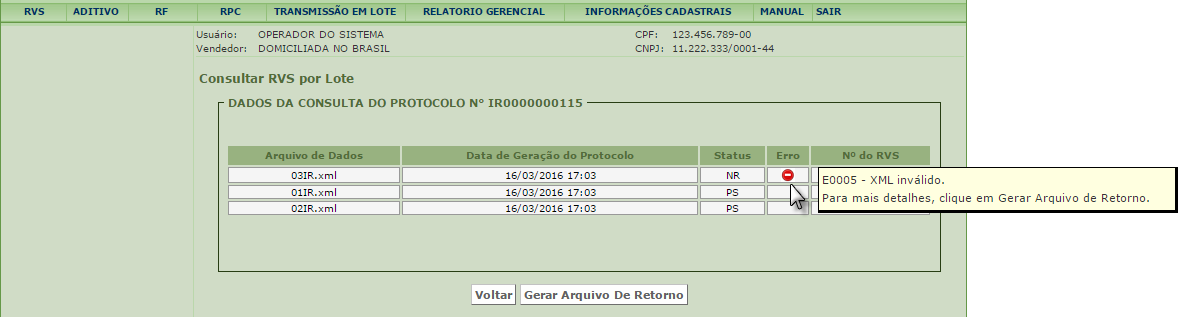 RVS ADITIVO RF RPC TRANSMISSÃO EM LOTE RELATORIO GERENCIAL INFORMAÇÕES CADASTRAIS MANUAL SAIR
Usuário: OPERADOR DO SISTEMA CPF: 123.456.789-00
Vendedor: DOMICILIADA NO BRASIL CNPJ: 11.222.333/0001-44
Consultar RVS por Lote
DADOS DA CONSULTA DO PROTOCOLO N° IR0000000115
Arquivo de Dados Data de Geração do Protocolo Status Erro Nº do RVS
03IR.xml 16/03/2016 17:03 NR
E0005 - XML inválido.
Para mais detalhes, clique em Gerar Arquivo de Retorno.
01IR.xml 16/03/2016 17:03 PS
02IR.xml 16/03/2016 17:03 PS
Voltar Gerar Arquivo De Retorno